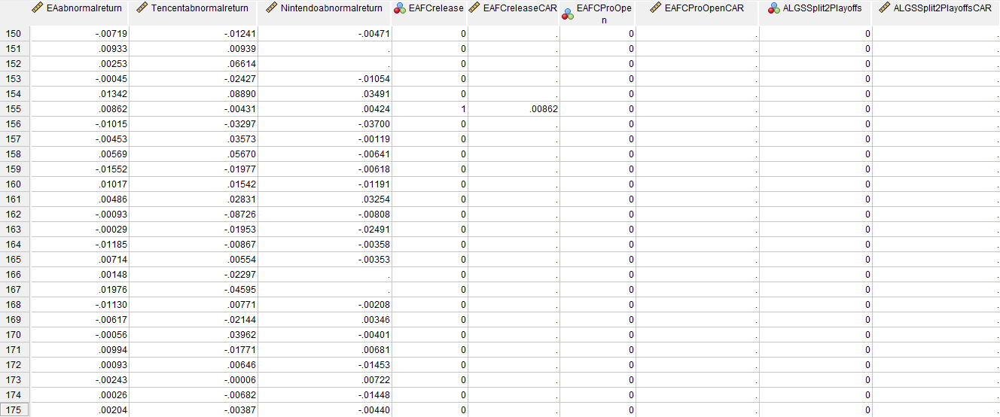 EAabnormalreturn Tencentabnormalreturn Nintendoabnormalreturn EAFCrelease EAFCreleaseCAR EAFCProOpe EAFCProOpenCAR ALGSSplit2Playoffs ALGSSplit2PlayoffsCAR
n
150 -.00719 -.01241 -.00471 0 . 0 . 0 .
151 .00933 .00939 . 0 . 0 . 0 .
152 .00253 .06614 . 0 . 0 . 0 .
153 -.00045 -.02427 -.01054 0 . 0 . 0 .
154 .01342 .08890 .03491 0 . 0 . 0 .
155 .00862 -.00431 .00424 1 .00862 0 . 0 .
156 -.01015 -.03297 -.03700 0 . 0 . 0 .
157 -.00453 .03573 -.00119 0 . 0 . 0 .
158 .00569 .05670 -.00641 0 . 0 . 0 .
159 -.01552 -.01977 -.00618 0 . 0 . 0 .
160 .01017 .01542 -.01191 0 . 0 . 0 .
161 .00486 .02831 .03254 0 . 0 . 0 .
162 -.00093 -.08726 -.00808 0 . 0 . 0 .
163 -.00029 -.01953 -.02491 0 . 0 . 0 .
164 -.01185 -.00867 -.00358 0 . 0 . 0 .
165 .00714 .00554 -.00353 0 . 0 . 0 .
166 .00148 -.02297 . 0 . 0 . 0 .
167 .01976 -.04595 . 0 . 0 . 0 .
168 -.01130 .00771 -.00208 0 . 0 . 0 .
169 -.00617 -.02144 .00346 0 . 0 . 0 .
170 -.00056 .03962 -.00401 0 . 0 . 0 .
171 .00994 -.01771 .00681 0 . 0 . 0 .
172 .00093 .00646 -.01453 0 . 0 . 0 .
173 -.00243 -.00006 .00722 0 . 0 . 0 .
174 .00026 -.00682 -.01448 0 . 0 . 0 .
175 .00204 -.00387 -.00440 0 . 0 . 0 .